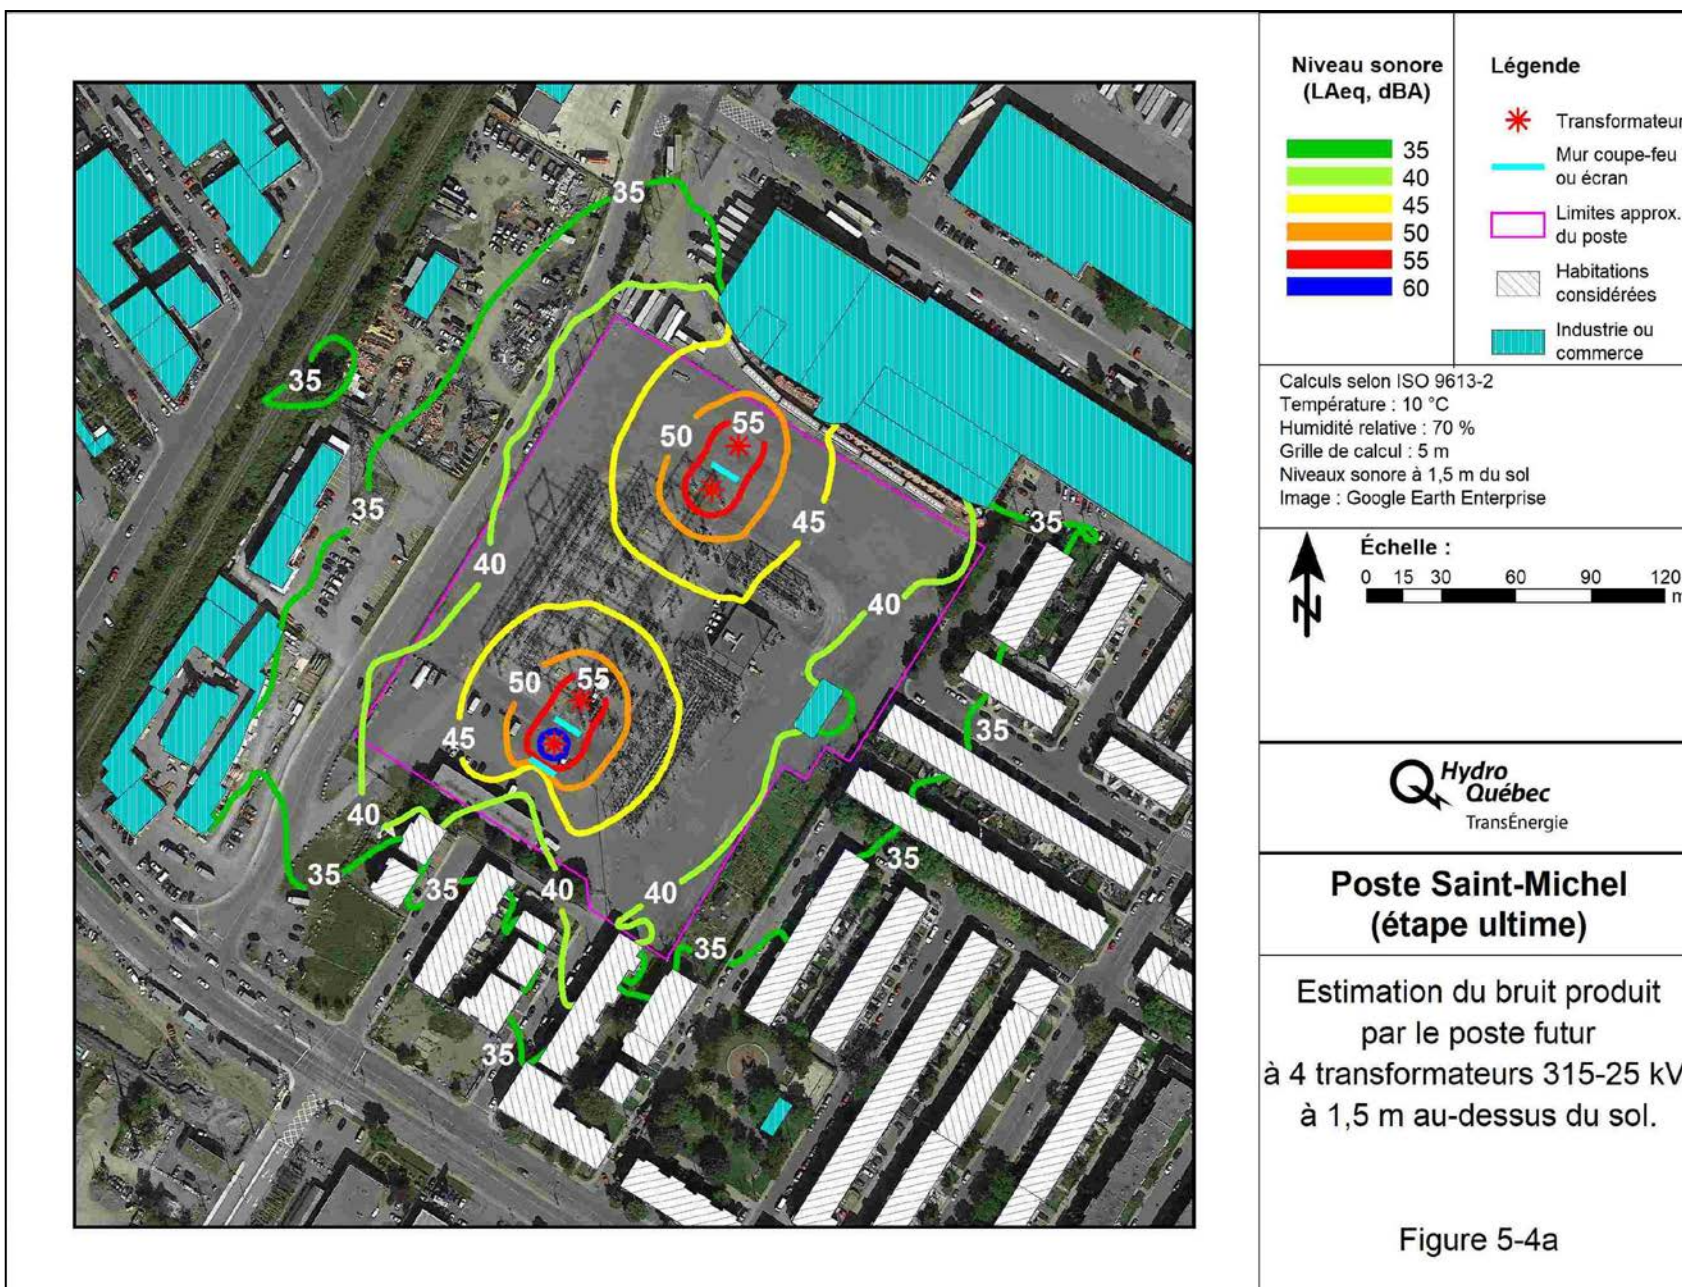 Niveau sonore
(LAeq, dBA)
35
40
45
50
55
60
Légende
Transformateur
Mur coupe-feu
ou écran
Limites approx.
du poste
Habitations
considérées
Industrie ou
commerce
Calculs selon ISO 9613-2
Température : 10 °C
Humidité relative : 70 %
Grille de calcul : 5 m
Niveaux sonore à 1,5 m du sol
Image : Google Earth Enterprise
Échelle :
0 15 30 60 90 120
m
N
Hydro
Québec
TransÉnergie
Poste Saint-Michel
(étape ultime)
Estimation du bruit produit
par le poste futur
à 4 transformateurs 315-25 kV
à 1,5 m au-dessus du sol.
Figure 5-4a
35
35
55
50
35
45
35
40
40
50
55
35
45
40
35
35
35
40
40
35
35